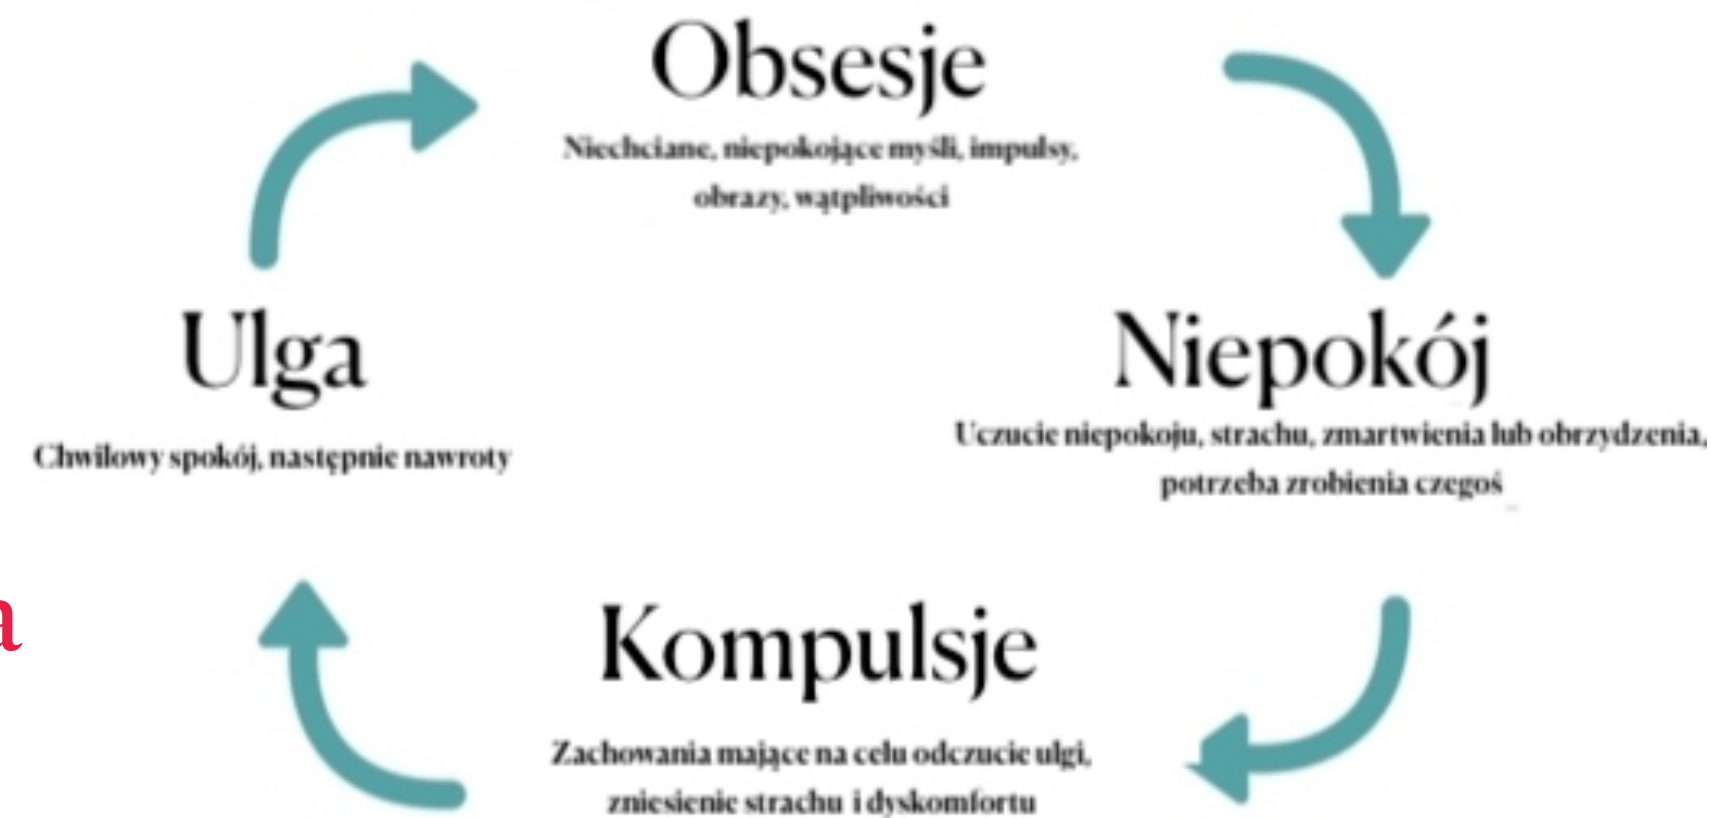 Obsesje
Niechciane, niepokojące myśli, impulsy,
obrazy, wątpliwości
Niepokój
Uczucie niepokoju, strachu, zmartwienia lub obrzydzenia,
potrzeba zrobienia czegoś
Kompulsje
Zachowania mające na celu odczucie ulgi,
zniesienie strachu i dyskomfortu
Ulga
Chwilowy spokój, następnie nawroty
a